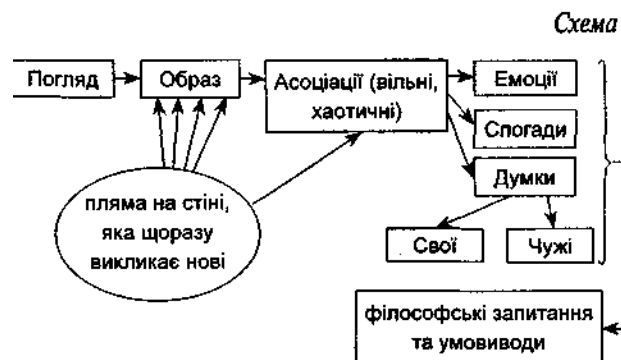 Схема
Погляд
Образ
Асоціації (вільні,
хаотичні)
Емоції
Спогади
Думки
Свої
Чужі
пляма на стіні,
яка щоразу
викликає нові
філософські запитання
та умовиводи